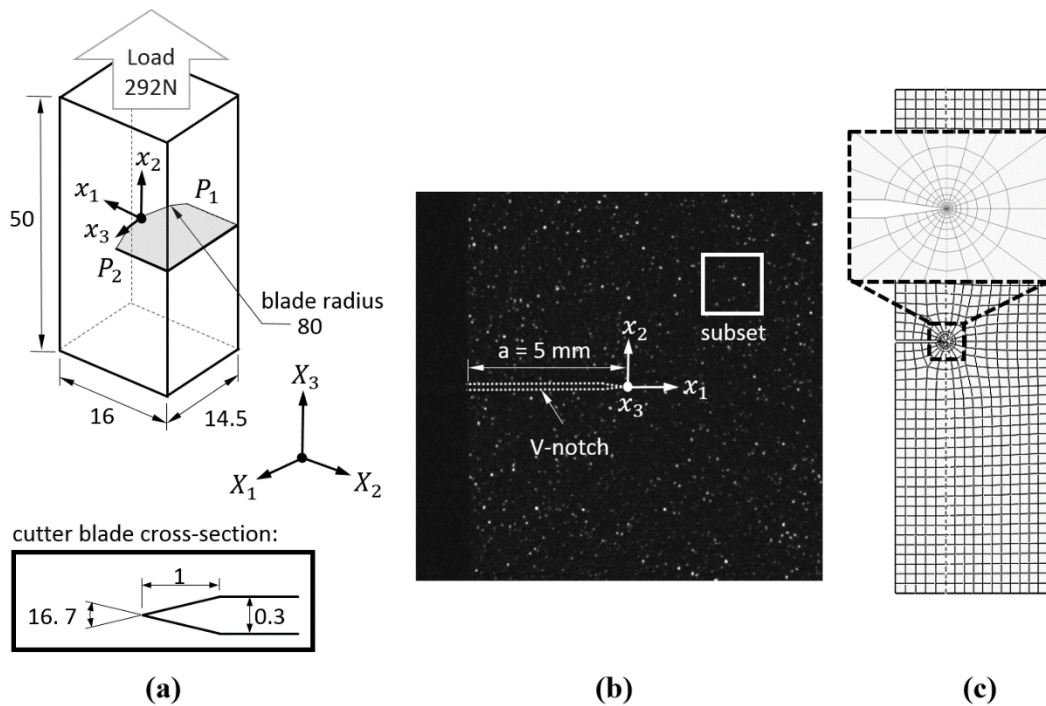 Load
292N
x₂
x₁
P₁
x₃
P₂
50
blade radius
80
16
14.5
X₃
X₁
X₂
cutter blade cross-section:
1
16. 7
0.3
(a)
subset
x₂
a = 5 mm
x₁
x₃
V-notch
(b)
(c)